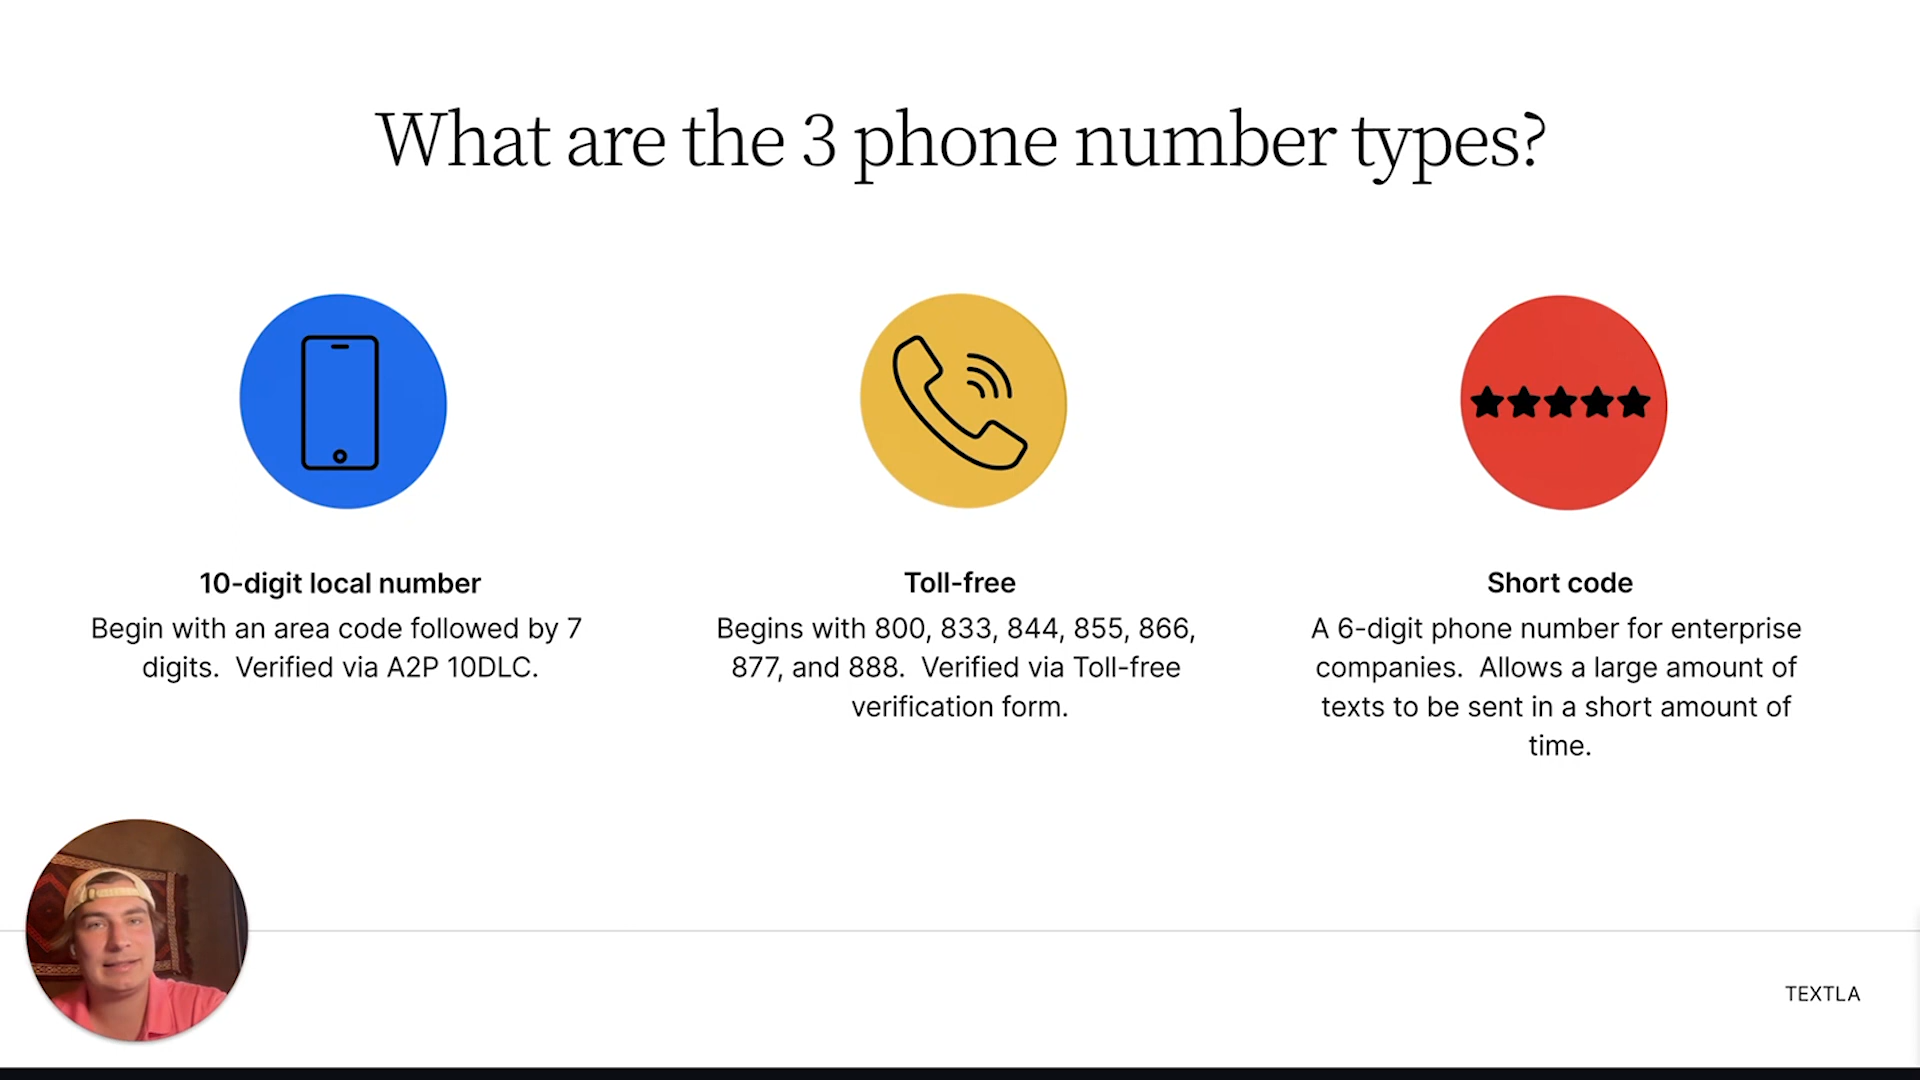 What are the 3 phone number types?
10-digit local number
Begin with an area code followed by 7
digits.  Verified via A2P 10DLC.
Toll-free
Begins with 800, 833, 844, 855, 866,
877, and 888.  Verified via Toll-free
verification form.
Short code
A 6-digit phone number for enterprise
companies.  Allows a large amount of
texts to be sent in a short amount of
time.
TEXTLA